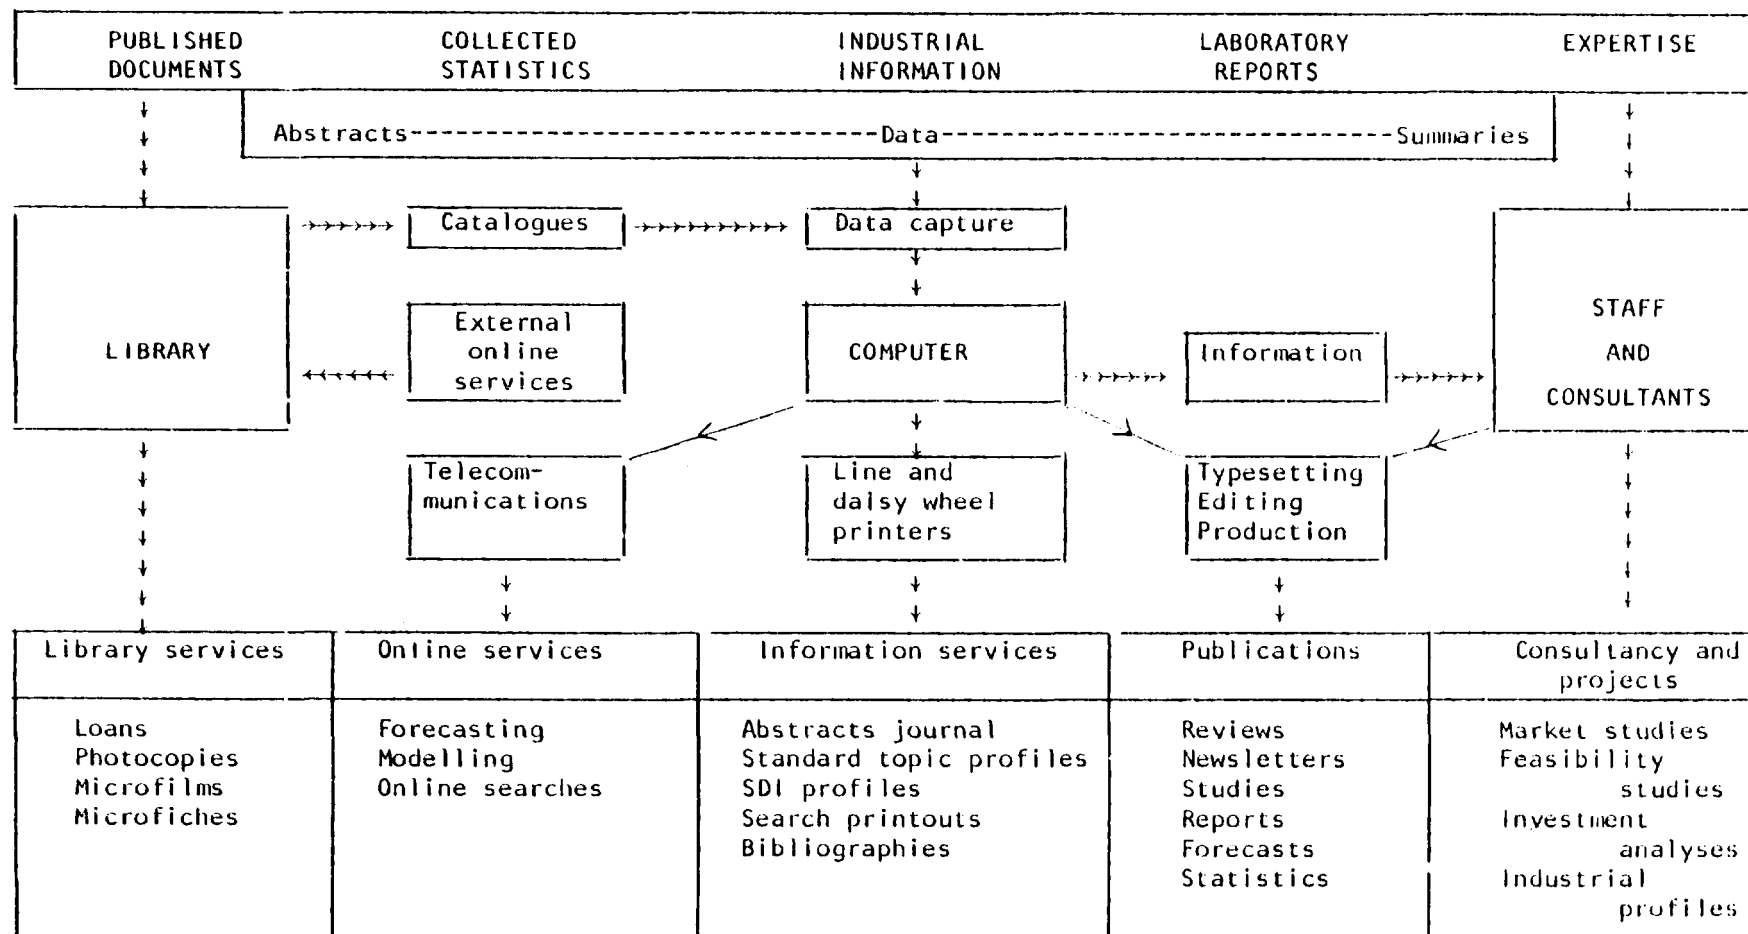 PUBLISHED DOCUMENTS
COLLECTED STATISTICS
INDUSTRIAL INFORMATION
LABORATORY REPORTS
EXPERTISE
Abstracts
Data
Summaries
LIBRARY
Catalogues
Data capture
External
online
services
COMPUTER
Information
STAFF
AND
CONSULTANTS
Telecom-
munications
Line and
daisy wheel
printers
Typesetting
Editing
Production
Library services
Loans
Photocopies
Microfilms
Microfiches
Online services
Forecasting
Modelling
Online searches
Information services
Abstracts journal
Standard topic profiles
SDI profiles
Search printouts
Bibliographies
Publications
Reviews
Newsletters
Studies
Reports
Forecasts
Statistics
Consultancy and
projects
Market studies
Feasibility
studies
Investment
analyses
Industrial
profiles